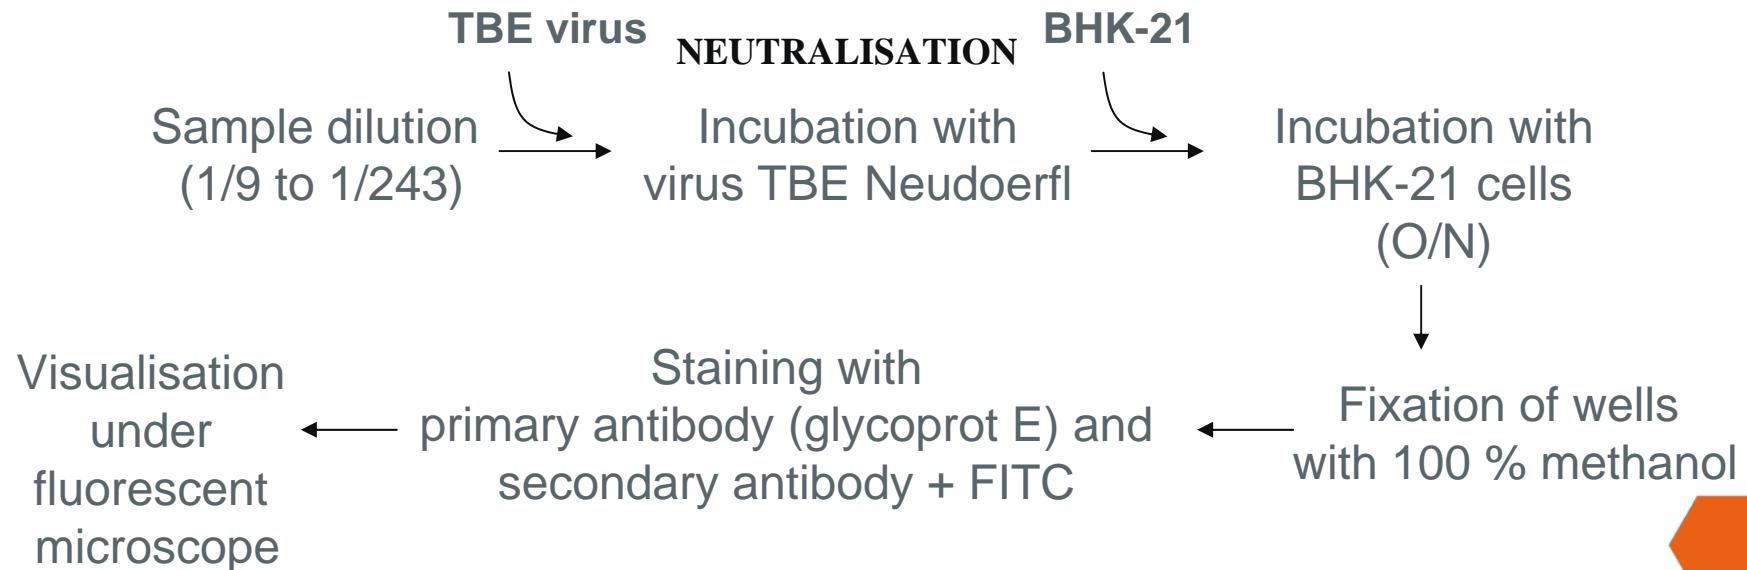 TBE virus
NEUTRALISATION
BHK-21
Sample dilution
(1/9 to 1/243)
Incubation with
virus TBE Neudoerfl
Incubation with
BHK-21 cells
(O/N)
Fixation of wells
with 100 % methanol
Staining with
primary antibody (glycoprot E) and
secondary antibody + FITC
Visualisation
under
fluorescent
microscope